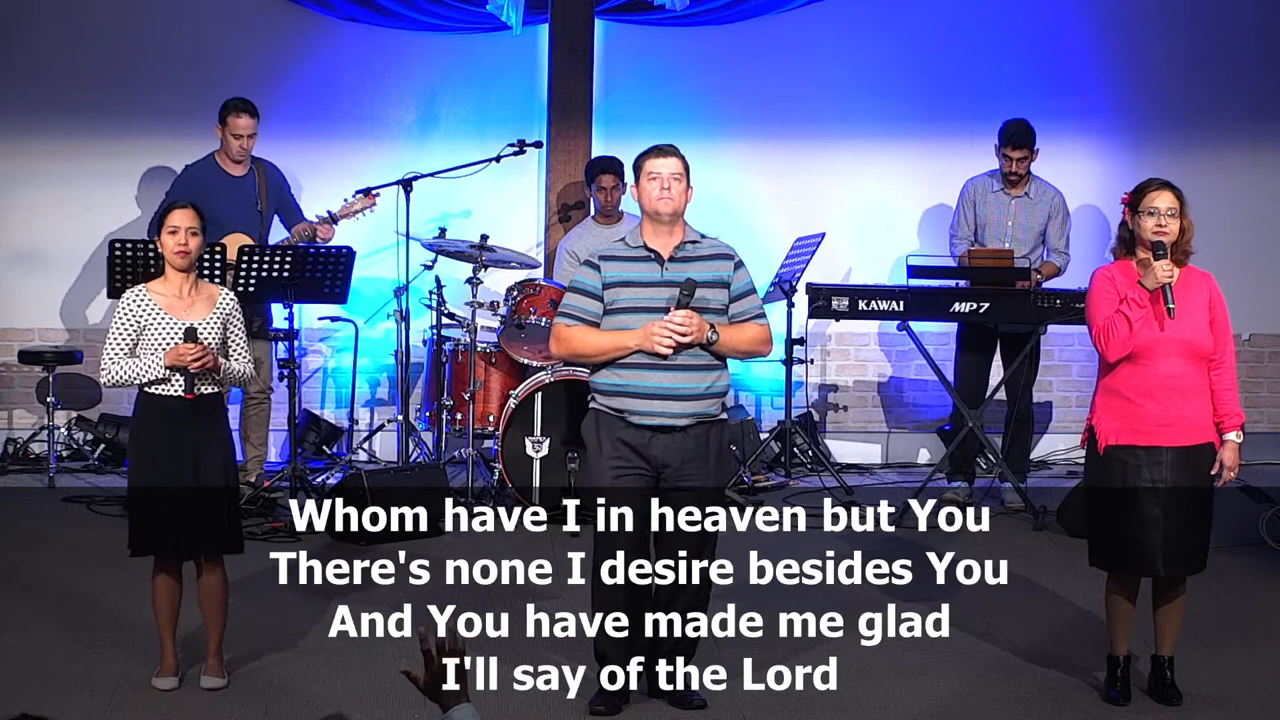 KAWAI MP7
Whom have I in heaven but You
There's none I desire besides You
And You have made me glad
I'll say of the Lord